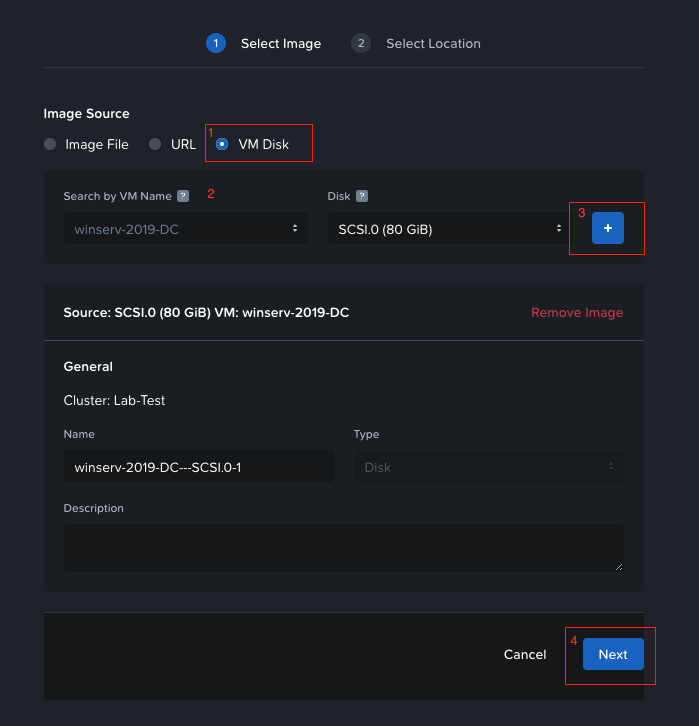 1 Select Image 2 Select Location
Image Source
1
Image File URL VM Disk
Search by VM Name ? 2 Disk ?
3
winserv-2019-DC SCSI.0 (80 GiB) +
Source: SCSI.0 (80 GiB) VM: winserv-2019-DC Remove Image
General
Cluster: Lab-Test
Name Type
winserv-2019-DC---SCSI.0-1 Disk
Description
4
Cancel Next